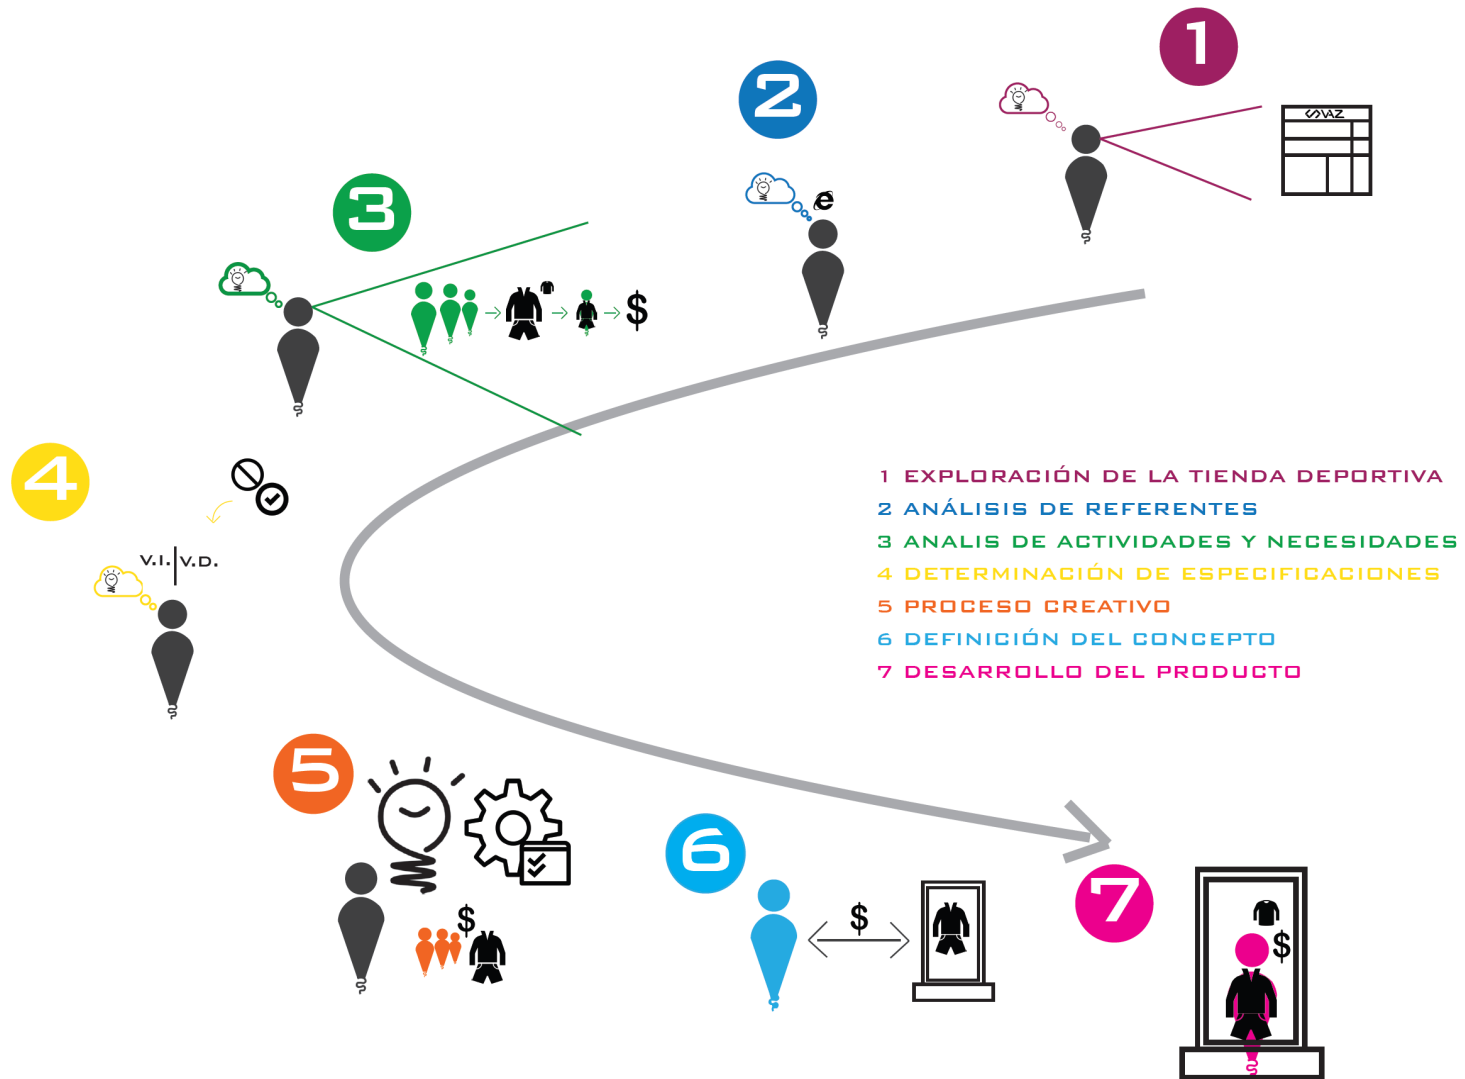 1
2
VAZ
3
$
4
V.I. V.D.
1 EXPLORACIÓN DE LA TIENDA DEPORTIVA
2 ANÁLISIS DE REFERENTES
3 ANALIS DE ACTIVIDADES Y NECESIDADES
4 DETERMINACIÓN DE ESPECIFICACIONES
5 PROCESO CREATIVO
6 DEFINICIÓN DEL CONCEPTO
7 DESARROLLO DEL PRODUCTO
5
$
6
$
7
$